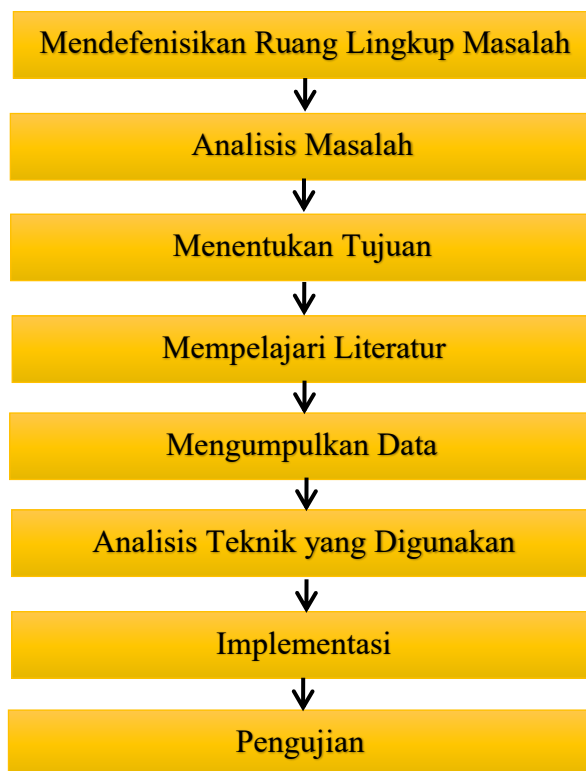 Mendefenisikan Ruang Lingkup Masalah
Analisis Masalah
Menentukan Tujuan
Mempelajari Literatur
Mengumpulkan Data
Analisis Teknik yang Digunakan
Implementasi
Pengujian